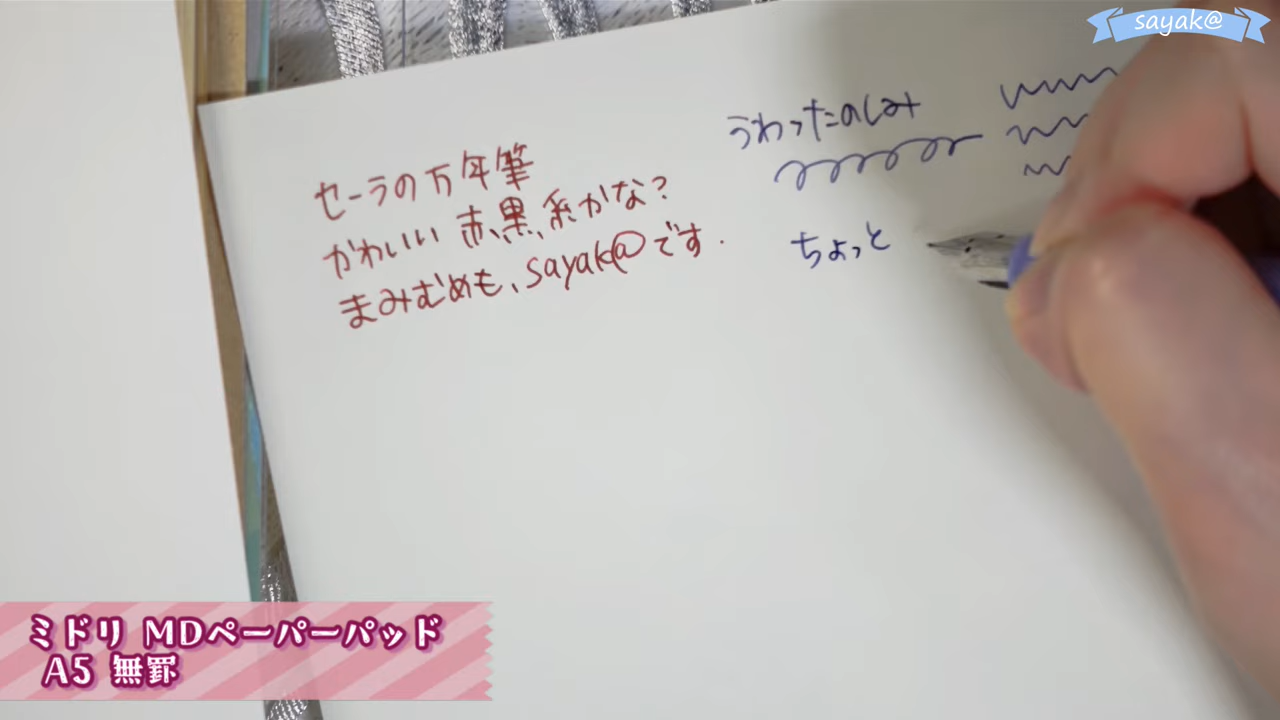 sayak@
セーラの万年筆
かわいい 赤、黒、糸かな？
まみむめも、sayak@です.
うわったのしみ
ちょっと
ミドリ MDペーパーパッド
A5 無罫